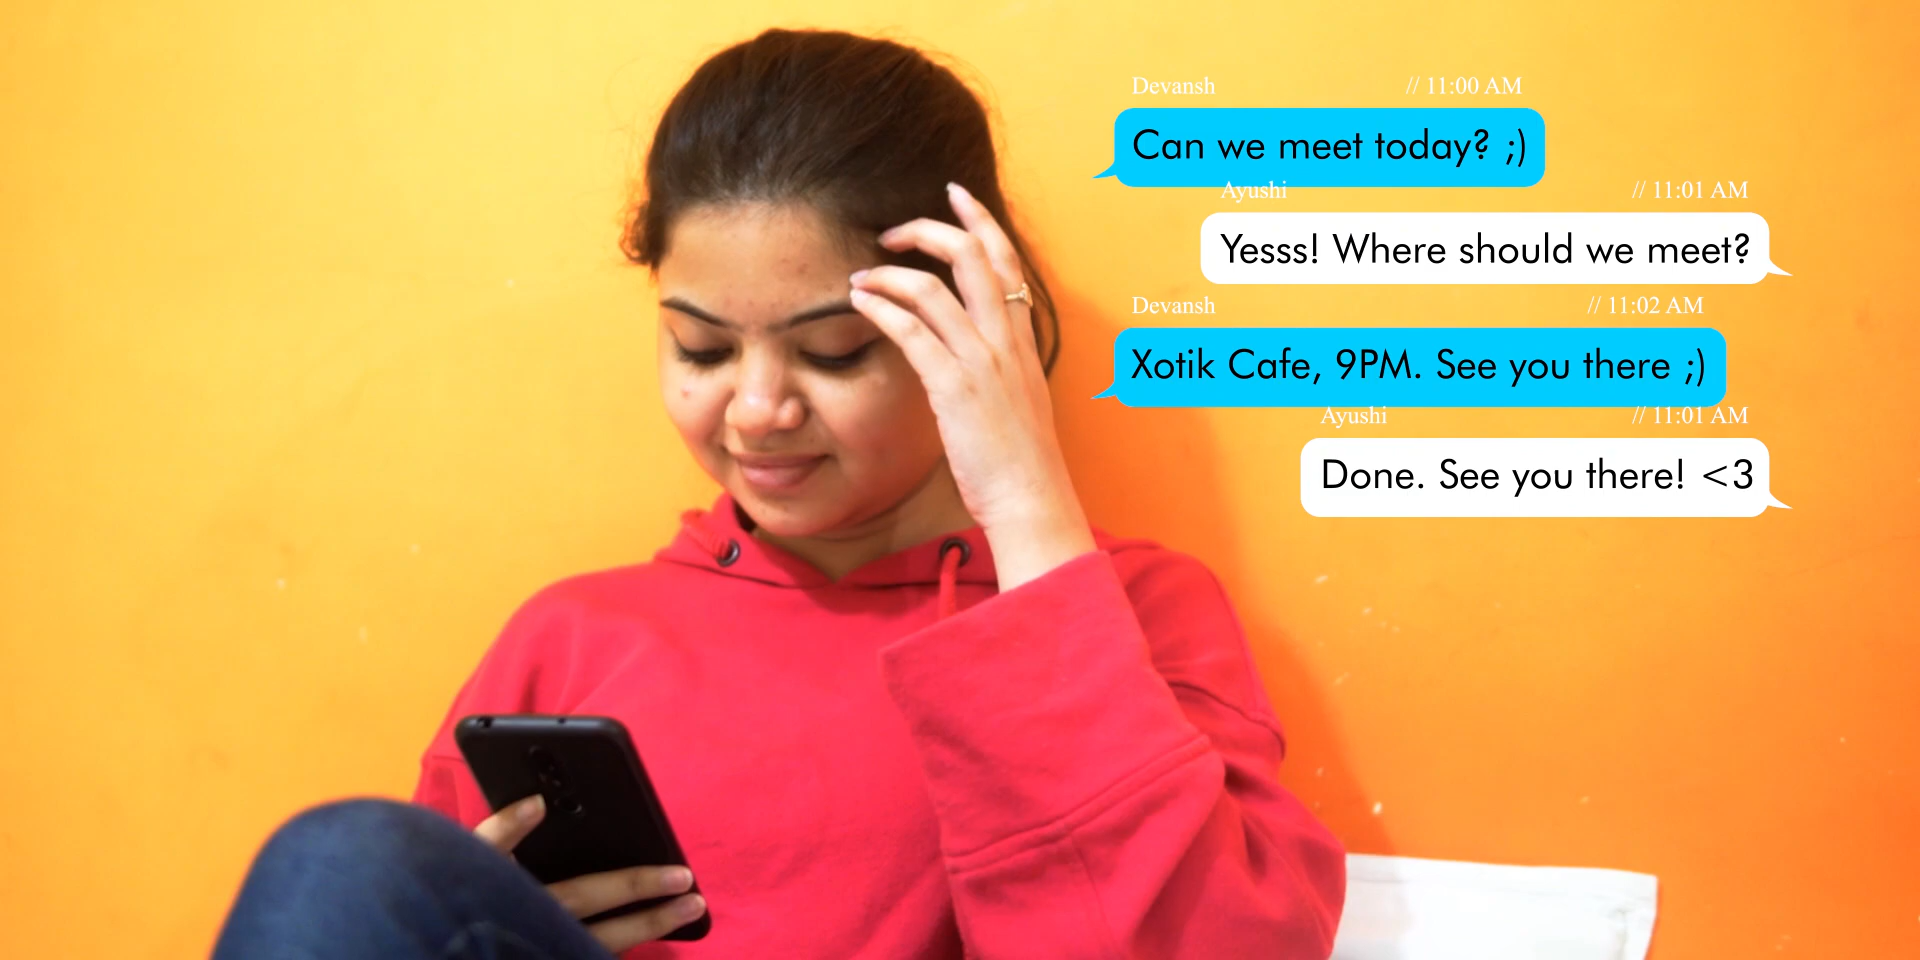 Devansh // 11:00 AM
Can we meet today? ;)
Ayushi // 11:01 AM
Yesss! Where should we meet?
Devansh // 11:02 AM
Xotik Cafe, 9PM. See you there ;)
Ayushi // 11:01 AM
Done. See you there! <3